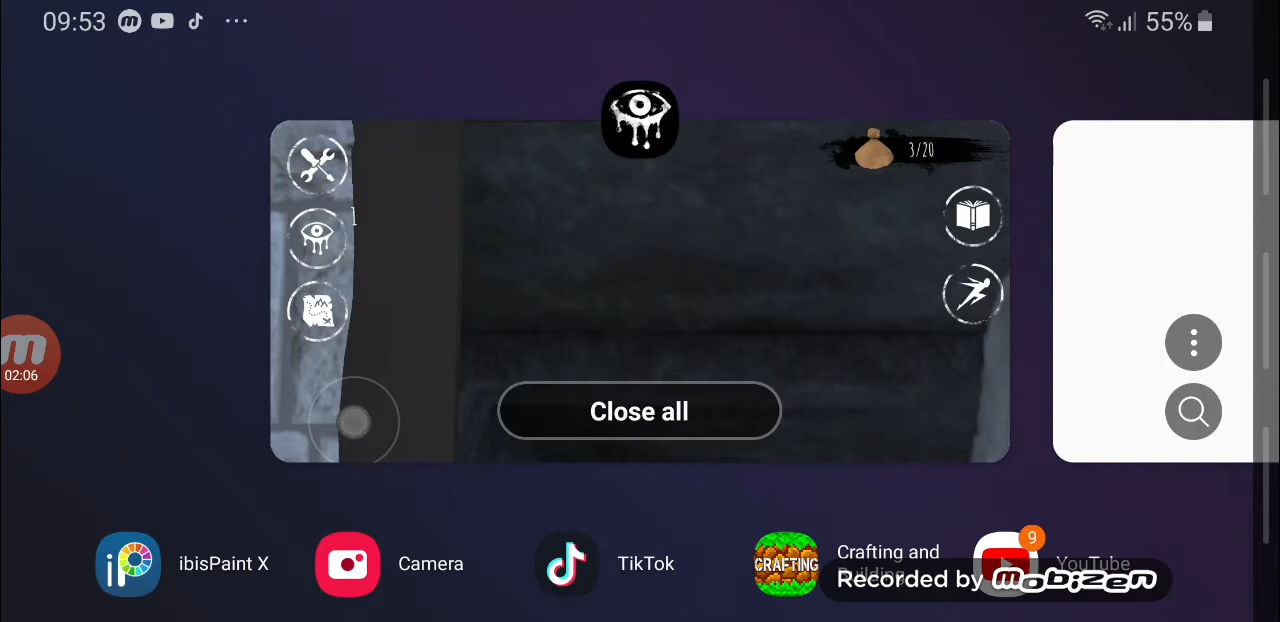 09:53
55%
3/20
02:06
Close all
ibisPaint X
Camera
TikTok
CRAFTING
Crafting and
Building
9
YouTube
Recorded by mobizen